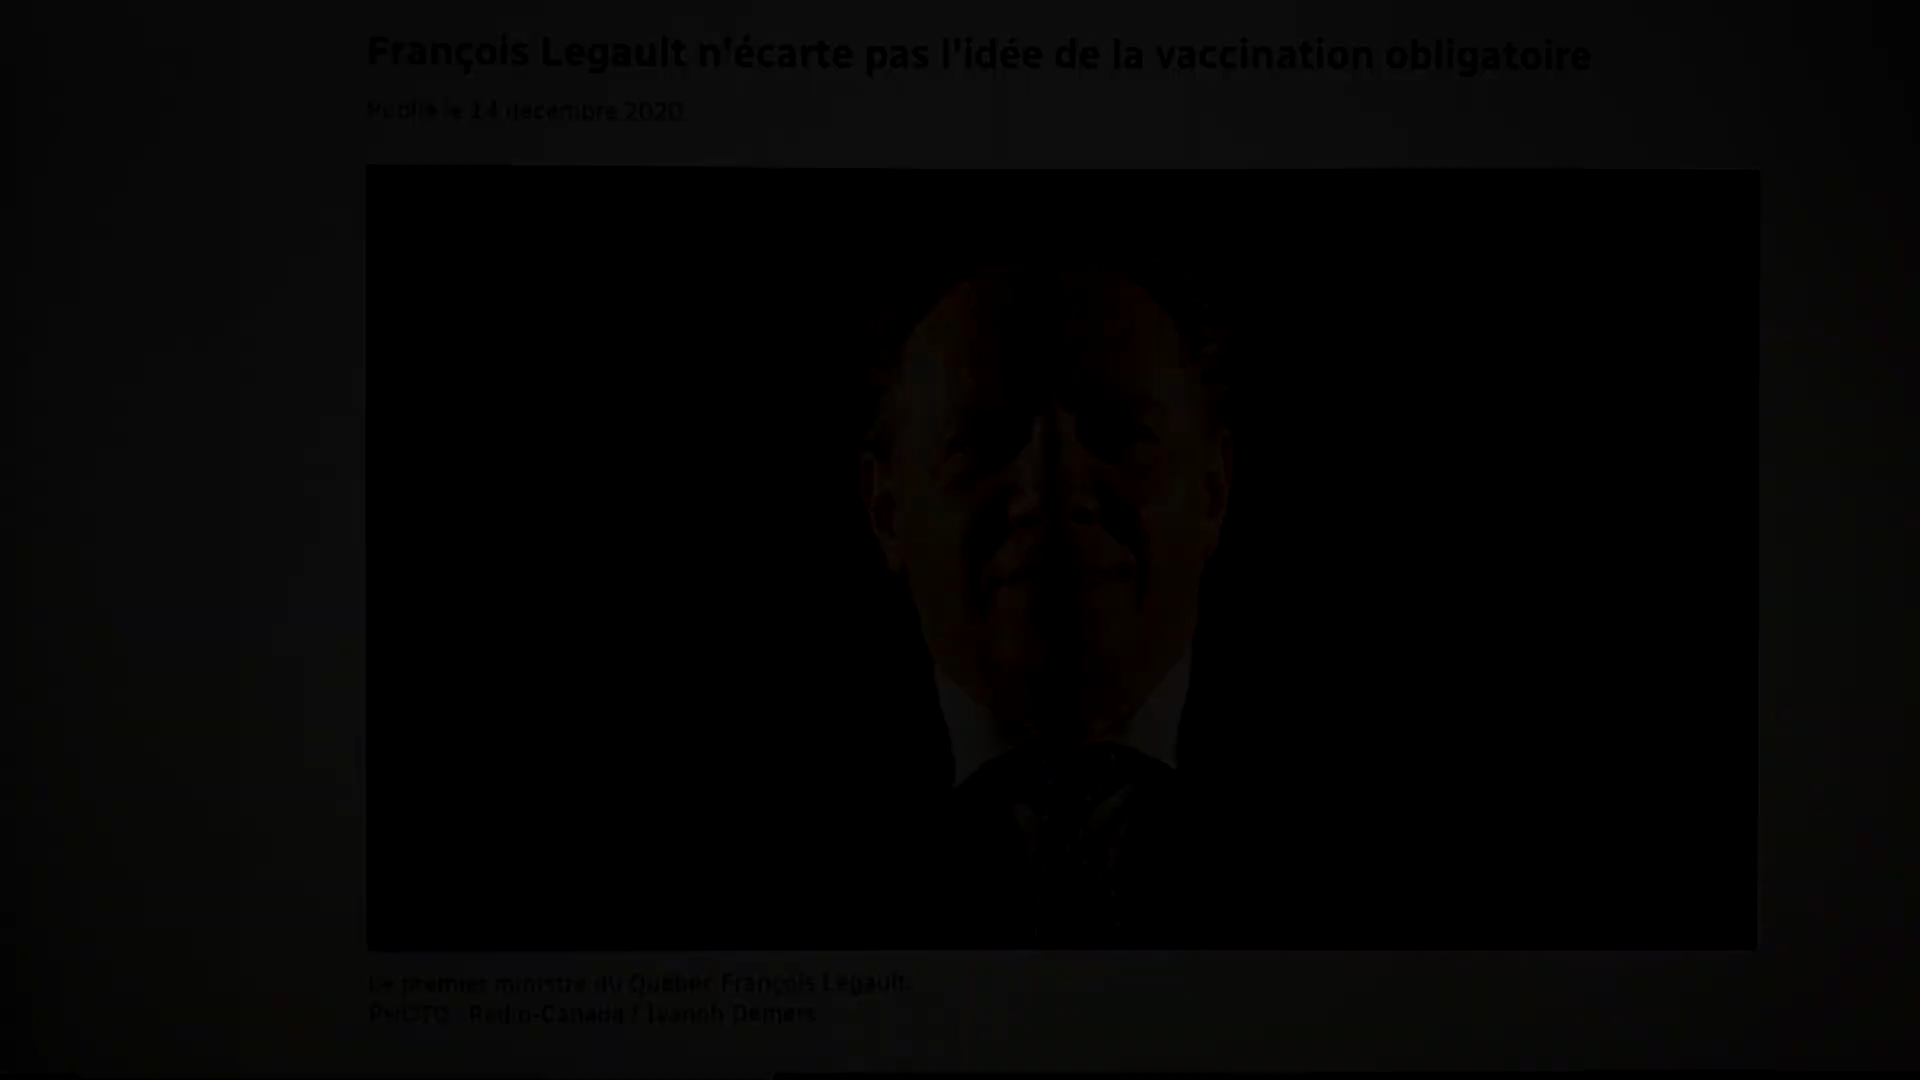 François Legault n'écarte pas l'idée de la vaccination obligatoire
Publié le 14 décembre 2020
Le premier ministre du Québec, François Legault.
PHOTO : Radio-Canada / Ivanoh Demers